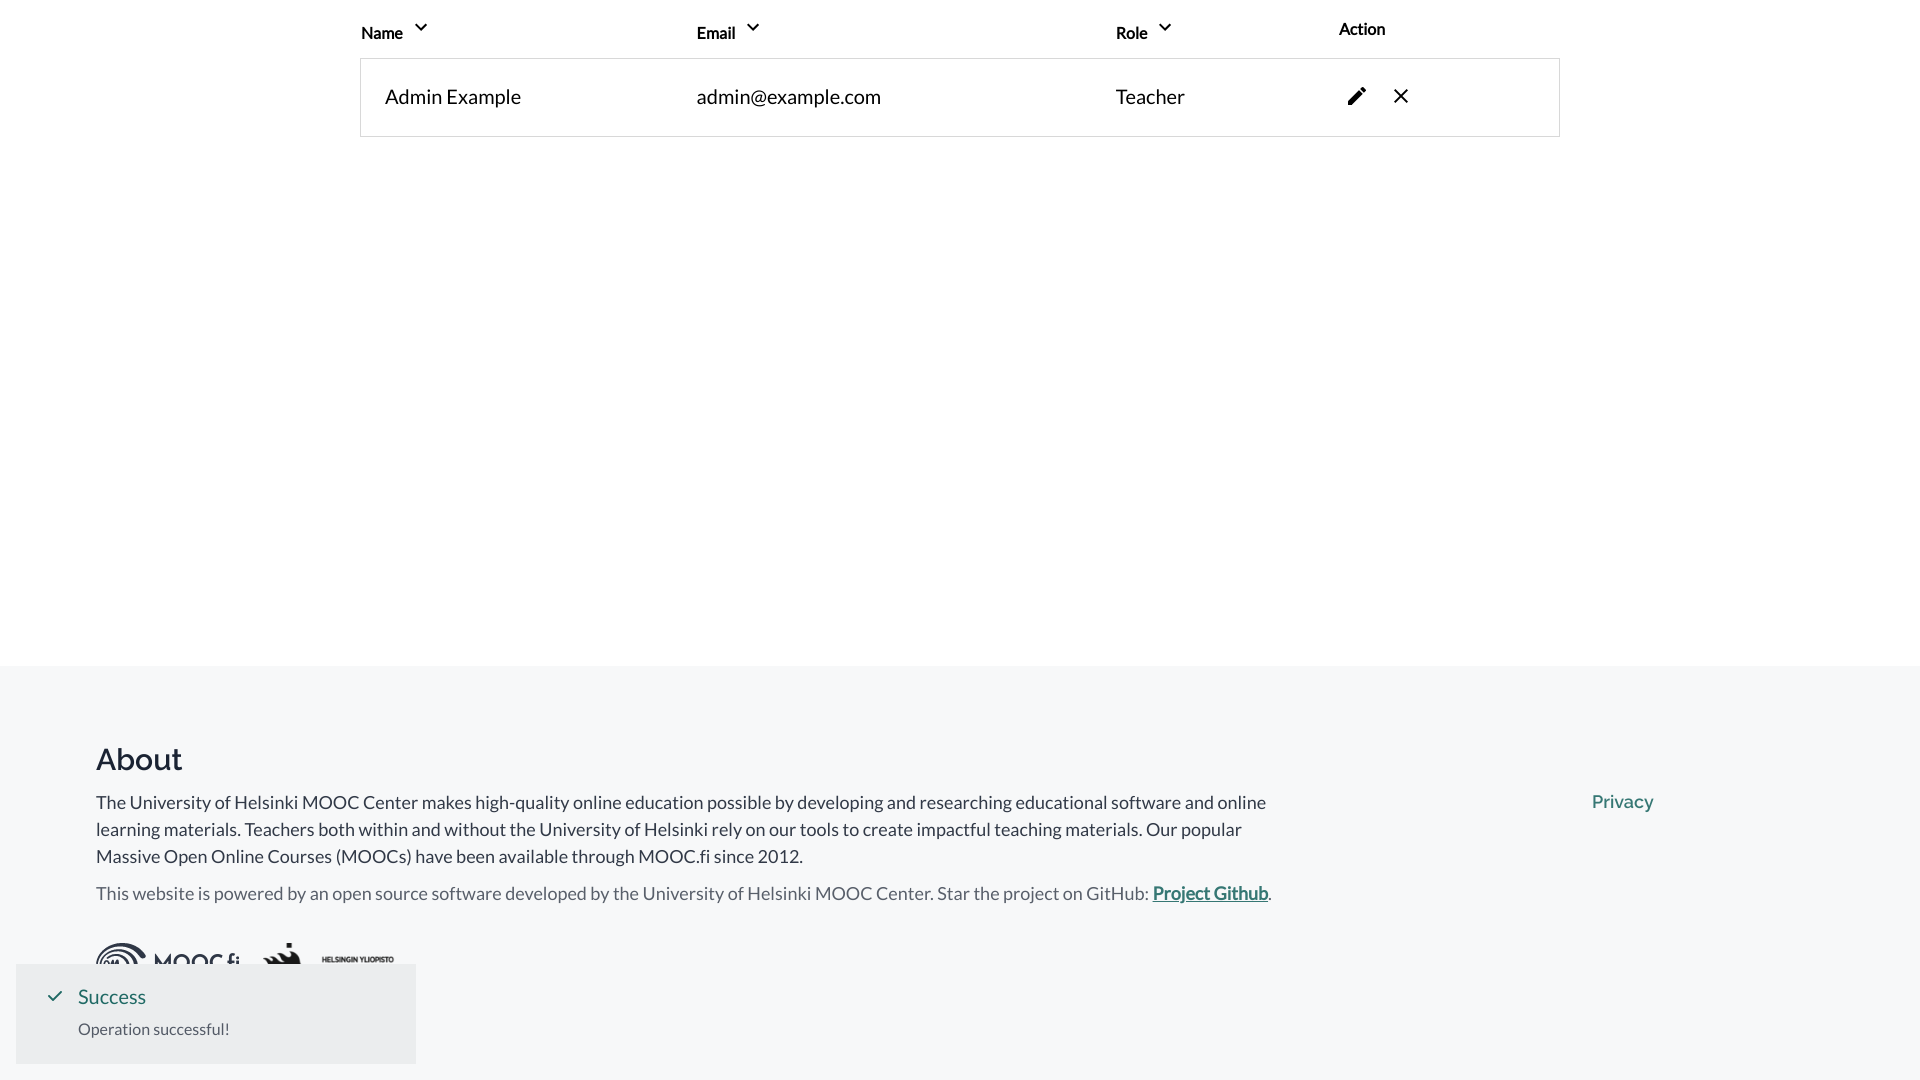 Name Email Role Action
Admin Example admin@example.com Teacher
About
The University of Helsinki MOOC Center makes high-quality online education possible by developing and researching educational software and online
learning materials. Teachers both within and without the University of Helsinki rely on our tools to create impactful teaching materials. Our popular
Massive Open Online Courses (MOOCs) have been available through MOOC.fi since 2012.
Privacy
This website is powered by an open source software developed by the University of Helsinki MOOC Center. Star the project on GitHub: Project Github.
MOOC.fi HELSINGIN YLIOPISTO
Success
Operation successful!